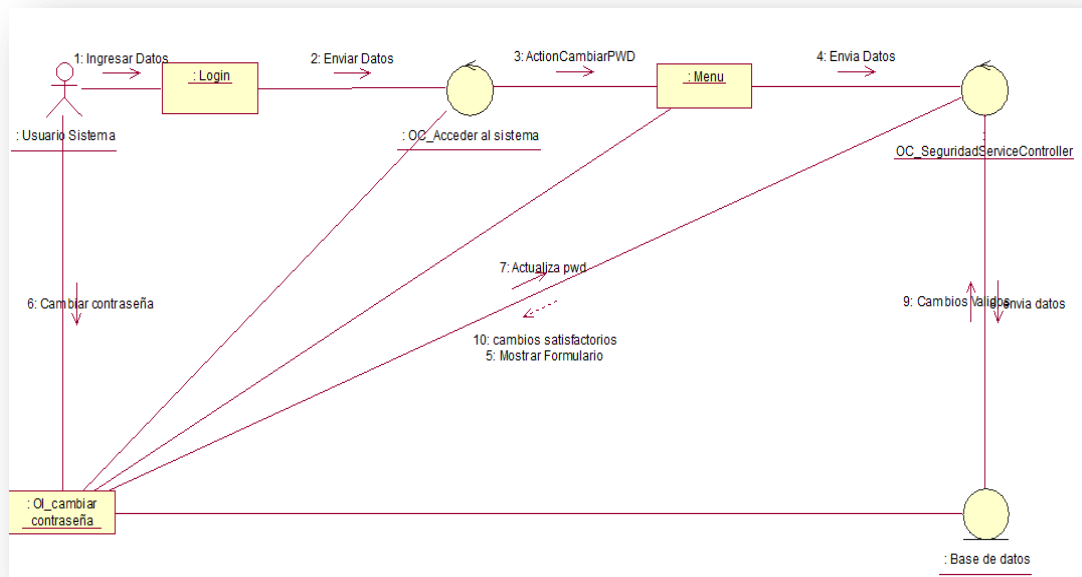 1: Ingresar Datos
2: Enviar Datos
3: ActionCambiarPWD
4: Envia Datos
: Login
: Menu
: Usuario Sistema
: OC_Acceder al sistema
:
OC_SeguridadServiceController
7: Actualiza pwd
6: Cambiar contraseña
9: Cambios Validos
envia datos
10: cambios satisfactorios
5: Mostrar Formulario
: OI_cambiar
contraseña
: Base de datos